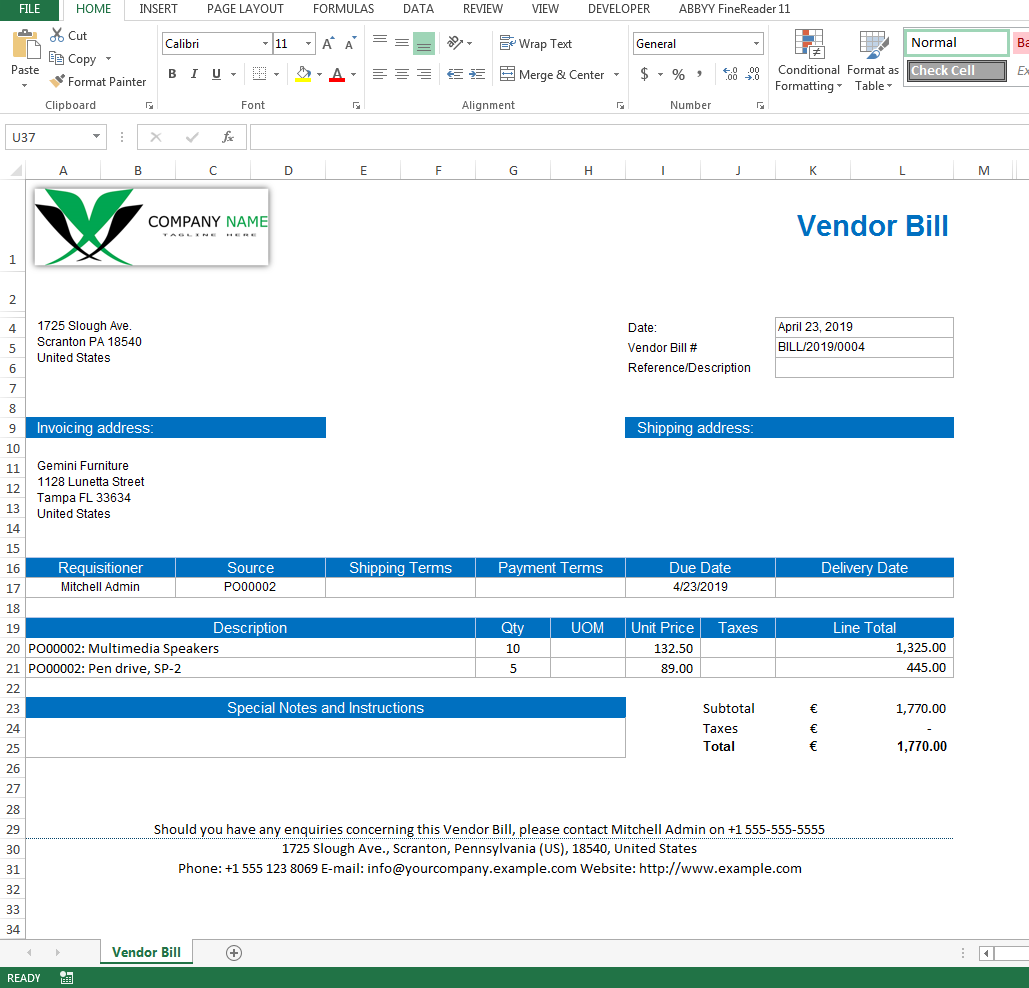 FILE HOME INSERT PAGE LAYOUT FORMULAS DATA REVIEW VIEW DEVELOPER ABBYY FineReader 11
Paste
Cut
Copy
Format Painter
Clipboard
Calibri 11
B I U A
Font
Wrap Text
Merge & Center
Alignment
General
$ % ,
Number
Conditional Formatting
Format as Table
Normal Ba
Check Cell Ex
U37 fx
A B C D E F G H I J K L M
1
COMPANY NAME
TAGLINE HERE
Vendor Bill
2
4 1725 Slough Ave. Date: April 23, 2019
5 Scranton PA 18540 Vendor Bill # BILL/2019/0004
6 United States Reference/Description
7
8
9 Invoicing address: Shipping address:
10
11 Gemini Furniture
12 1128 Lunetta Street
13 Tampa FL 33634
14 United States
15
16 Requisitioner Source Shipping Terms Payment Terms Due Date Delivery Date
17 Mitchell Admin PO00002 4/23/2019
18
19 Description Qty UOM Unit Price Taxes Line Total
20 PO00002: Multimedia Speakers 10 132.50 1,325.00
21 PO00002: Pen drive, SP-2 5 89.00 445.00
22
23 Special Notes and Instructions Subtotal € 1,770.00
24 Taxes € -
25 Total € 1,770.00
26
27
28
29 Should you have any enquiries concerning this Vendor Bill, please contact Mitchell Admin on +1 555-555-5555
30 1725 Slough Ave., Scranton, Pennsylvania (US), 18540, United States
31 Phone: +1 555 123 8069 E-mail: info@yourcompany.example.com Website: http://www.example.com
32
33
34
Vendor Bill
READY